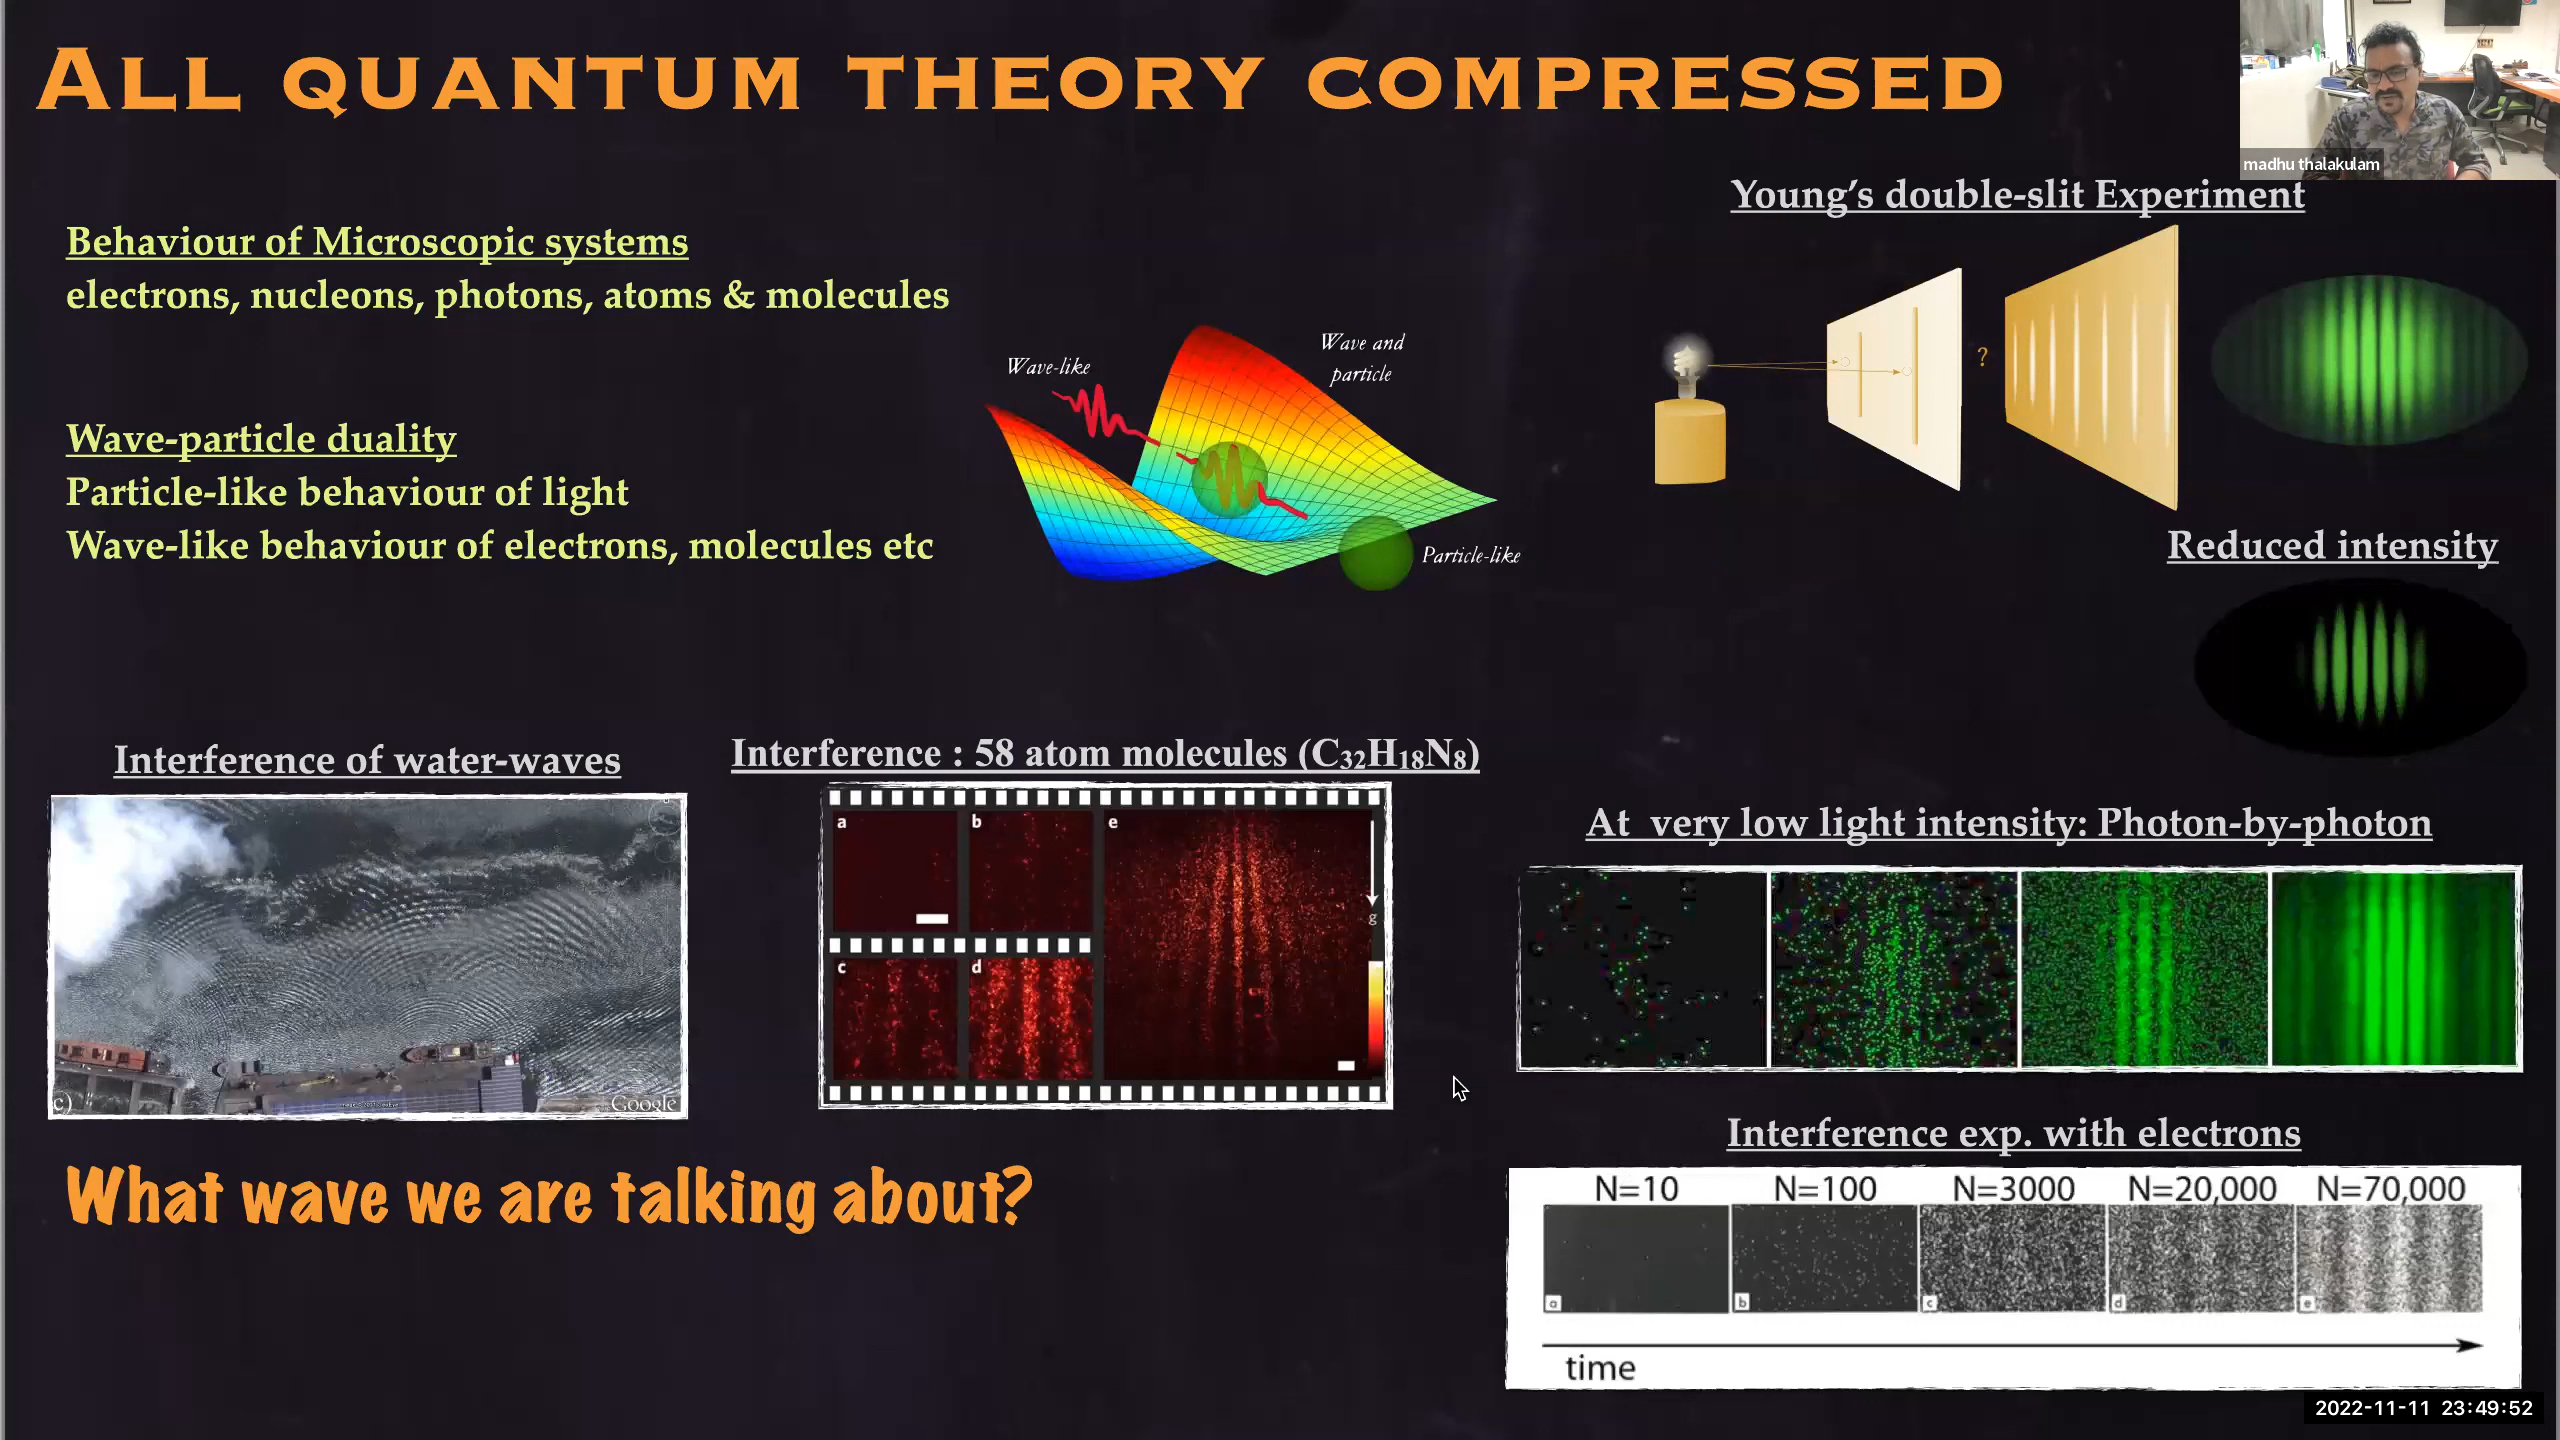 All quantum theory compressed
madhu thalakulam
Behaviour of Microscopic systems
electrons, nucleons, photons, atoms & molecules
Wave-particle duality
Particle-like behaviour of light
Wave-like behaviour of electrons, molecules etc
Wave-like
Wave and
particle
Particle-like
Young’s double-slit Experiment
?
Reduced intensity
Interference of water-waves
c)
Google
Interference : 58 atom molecules (C₃₂H₁₈N₈)
a
b
e
c
d
g
At very low light intensity: Photon-by-photon
Interference exp. with electrons
N=10 N=100 N=3000 N=20,000 N=70,000
a b c d e
time
What wave we are talking about?
2022-11-11 23:49:52